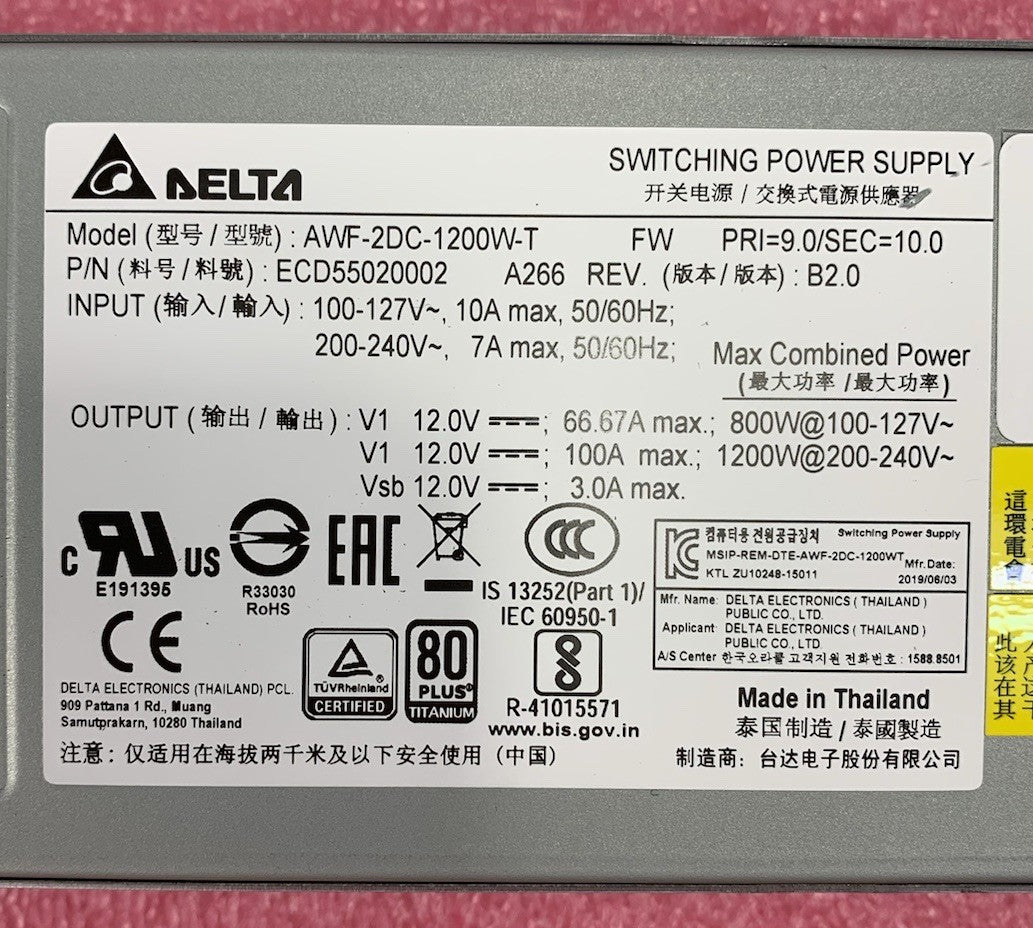 DELTA
SWITCHING POWER SUPPLY
开关电源 / 交換式電源供應器
Model (型号 / 型號) : AWF-2DC-1200W-T FW PRI=9.0/SEC=10.0
P/N (料号 / 料號) : ECD55020002 A266 REV. (版本 / 版本) : B2.0
INPUT (输入 / 輸入) : 100-127V~, 10A max, 50/60Hz;
200-240V~, 7A max, 50/60Hz;
Max Combined Power
(最大功率 / 最大功率)
OUTPUT (输出 / 輸出) : V1 12.0V ⎓; 66.67A max.; 800W@100-127V~
V1 12.0V ⎓; 100A max.; 1200W@200-240V~
Vsb 12.0V ⎓; 3.0A max.
c RU US
E191395
R33030
RoHS
EAC
CCC
IS 13252(Part 1)/
IEC 60950-1
R-41015571
www.bis.gov.in
컴퓨터용 전원공급장치 Switching Power Supply
MSIP-REM-DTE-AWF-2DC-1200WT
KTL ZU10248-15011
Mfr. Date:
2019/06/03
Mfr. Name: DELTA ELECTRONICS ( THAILAND )
PUBLIC CO., LTD.
Applicant: DELTA ELECTRONICS ( THAILAND )
PUBLIC CO., LTD.
A/S Center 한국오라클 고객지원 전화번호 : 1588.8501
CE
DELTA ELECTRONICS (THAILAND) PCL.
909 Pattana 1 Rd., Muang
Samutprakarn, 10280 Thailand
TÜVRheinland®
CERTIFIED
80
PLUS®
TITANIUM
Made in Thailand
泰国制造 / 泰國製造
注意：仅适用在海拔两千米及以下安全使用（中国）
制造商：台达电子股份有限公司
這
環
電
此
该
在
其